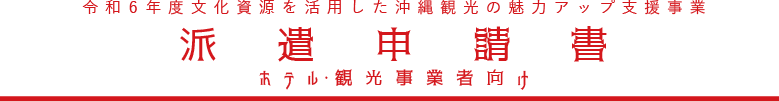 令和6年度文化資源を活用した沖縄観光の魅力アップ支援事業
派遣申請書
ホテル・観光事業者向け